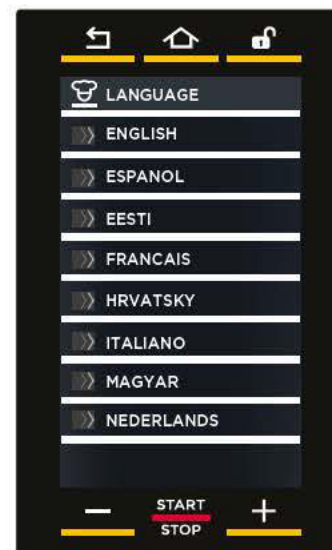 LANGUAGE
ENGLISH
ESPANOL
EESTI
FRANCAIS
HRVATSKY
ITALIANO
MAGYAR
NEDERLANDS
START
STOP